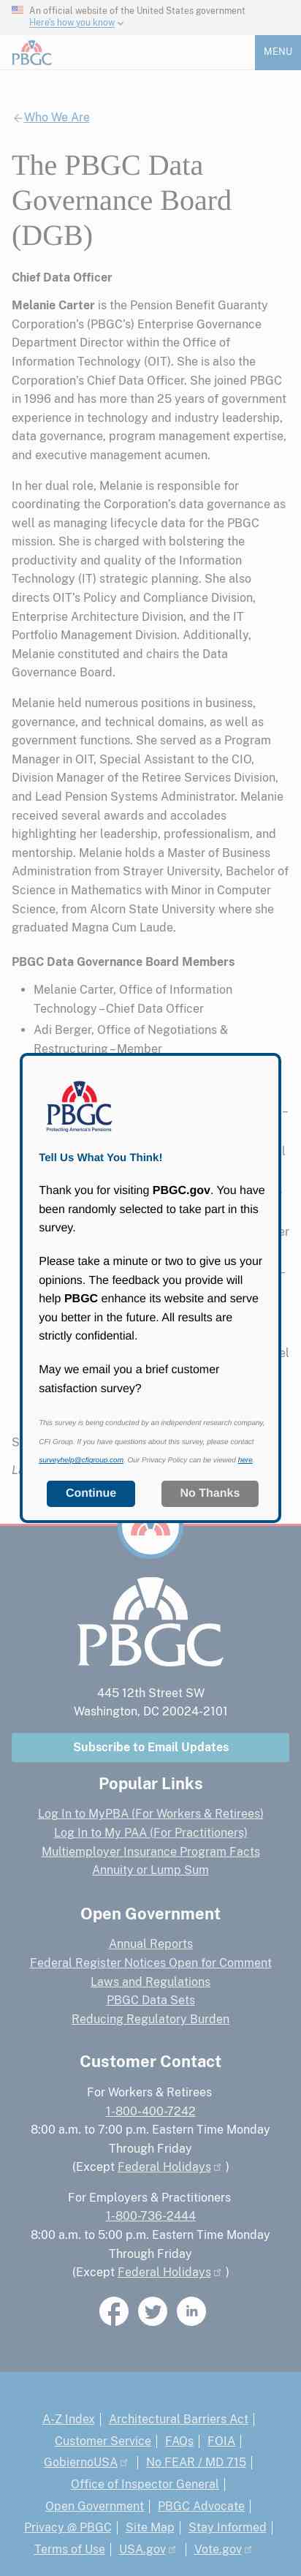 An official website of the United States government
Here's how you know
PBGC
MENU
Who We Are
The PBGC Data
Governance Board
(DGB)
Chief Data Officer
Melanie Carter is the Pension Benefit Guaranty
Corporation's (PBGC's) Enterprise Governance
Department Director within the Office of
Information Technology (OIT). She is also the
Corporation's Chief Data Officer. She joined PBGC
in 1996 and has more than 25 years of government
experience in technology and industry leadership,
data governance, program management expertise,
and executive management acumen.
In her dual role, Melanie is responsible for
coordinating the Corporation's data governance as
well as managing lifecycle data for the PBGC
mission. She is charged with bolstering the
productivity and quality of the Information
Technology (IT) strategic planning. She also
directs OIT's Policy and Compliance Division,
Enterprise Architecture Division, and the IT
Portfolio Management Division. Additionally,
Melanie constituted and chairs the Data
Governance Board.
Melanie held numerous positions in business,
governance, and technical domains, as well as
government functions. She served as a Program
Manager in OIT, Special Assistant to the CIO,
Division Manager of the Retiree Services Division,
and Lead Pension Systems Administrator. Melanie
received several awards and accolades
highlighting her leadership, professionalism, and
mentorship. Melanie holds a Master of Business
Administration from Strayer University, Bachelor of
Science in Mathematics with Minor in Computer
Science, from Alcorn State University where she
graduated Magna Cum Laude.
PBGC Data Governance Board Members
Melanie Carter, Office of Information
Technology – Chief Data Officer
Adi Berger, Office of Negotiations &
Restructuring – Member
PBGC
Protecting America's Pensions
Tell Us What You Think!
Thank you for visiting PBGC.gov. You have
been randomly selected to take part in this
survey.
Please take a minute or two to give us your
opinions. The feedback you provide will
help PBGC enhance its website and serve
you better in the future. All results are
strictly confidential.
May we email you a brief customer
satisfaction survey?
This survey is being conducted by an independent research company,
CFI Group. If you have questions about this survey, please contact
surveyhelp@cfigroup.com. Our Privacy Policy can be viewed here.
Continue No Thanks
PBGC
445 12th Street SW
Washington, DC 20024-2101
Subscribe to Email Updates
Popular Links
Log In to MyPBA (For Workers & Retirees)
Log In to My PAA (For Practitioners)
Multiemployer Insurance Program Facts
Annuity or Lump Sum
Open Government
Annual Reports
Federal Register Notices Open for Comment
Laws and Regulations
PBGC Data Sets
Reducing Regulatory Burden
Customer Contact
For Workers & Retirees
1-800-400-7242
8:00 a.m. to 7:00 p.m. Eastern Time Monday
Through Friday
(Except Federal Holidays )
For Employers & Practitioners
1-800-736-2444
8:00 a.m. to 5:00 p.m. Eastern Time Monday
Through Friday
(Except Federal Holidays )
A-Z Index | Architectural Barriers Act |
Customer Service | FAQs | FOIA |
GobiernoUSA | No FEAR / MD 715 |
Office of Inspector General |
Open Government | PBGC Advocate |
Privacy @ PBGC | Site Map | Stay Informed |
Terms of Use | USA.gov | Vote.gov